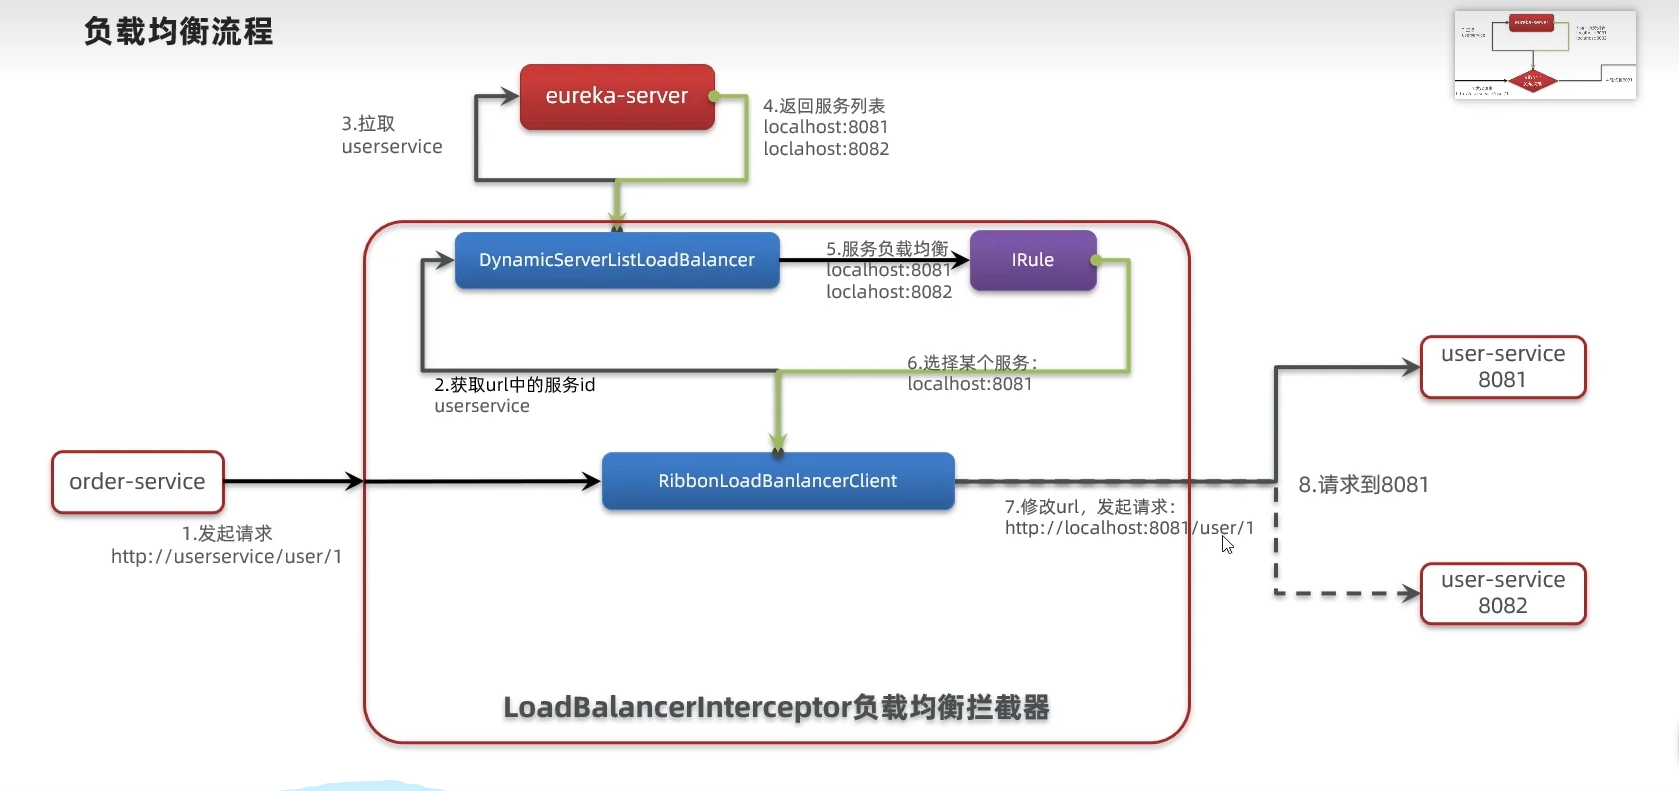 负载均衡流程
eureka-server
3.拉取
userservice
4.返回服务列表
localhost:8081
loclahost:8082
DynamicServerListLoadBalancer
5.服务负载均衡
localhost:8081
loclahost:8082
IRule
2.获取url中的服务id
userservice
6.选择某个服务：
localhost:8081
order-service
1.发起请求
http://userservice/user/1
RibbonLoadBanlancerClient
7.修改url，发起请求：
http://localhost:8081/user/1
user-service
8081
8.请求到8081
user-service
8082
LoadBalancerInterceptor负载均衡拦截器
eureka-server